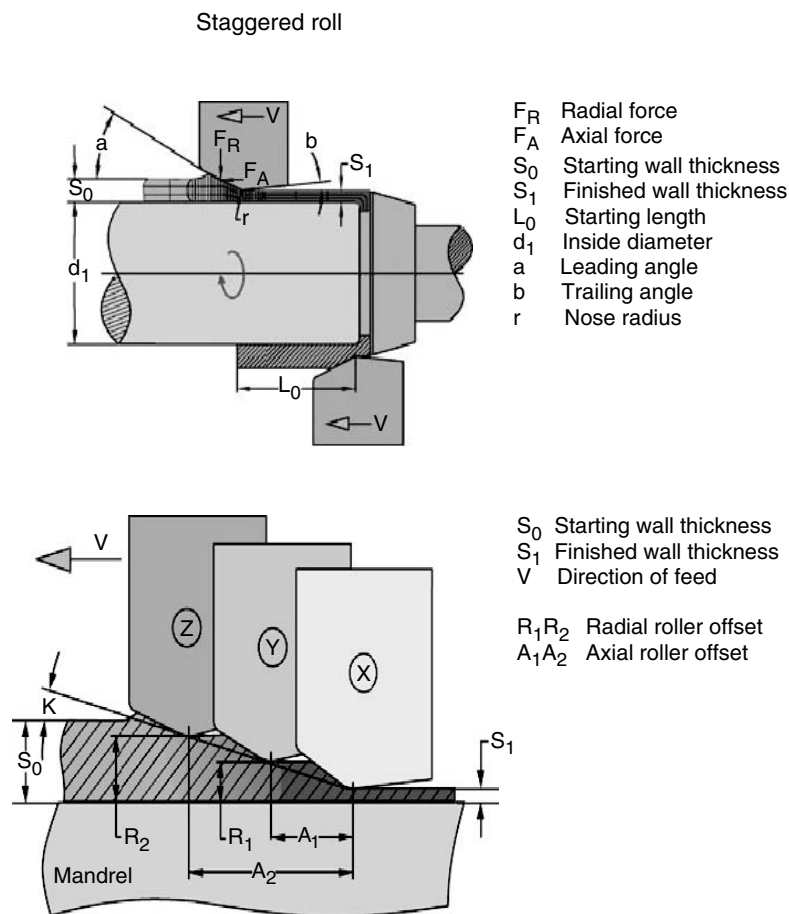 Staggered roll
V
a
F_R
b
S_1
S_0
F_A
r
d_1
L_0
V
F_R Radial force
F_A Axial force
S_0 Starting wall thickness
S_1 Finished wall thickness
L_0 Starting length
d_1 Inside diameter
a Leading angle
b Trailing angle
r Nose radius
V
Z
Y
X
K
S_0
S_1
R_2
R_1
A_1
A_2
Mandrel
S_0 Starting wall thickness
S_1 Finished wall thickness
V Direction of feed
R_1R_2 Radial roller offset
A_1A_2 Axial roller offset